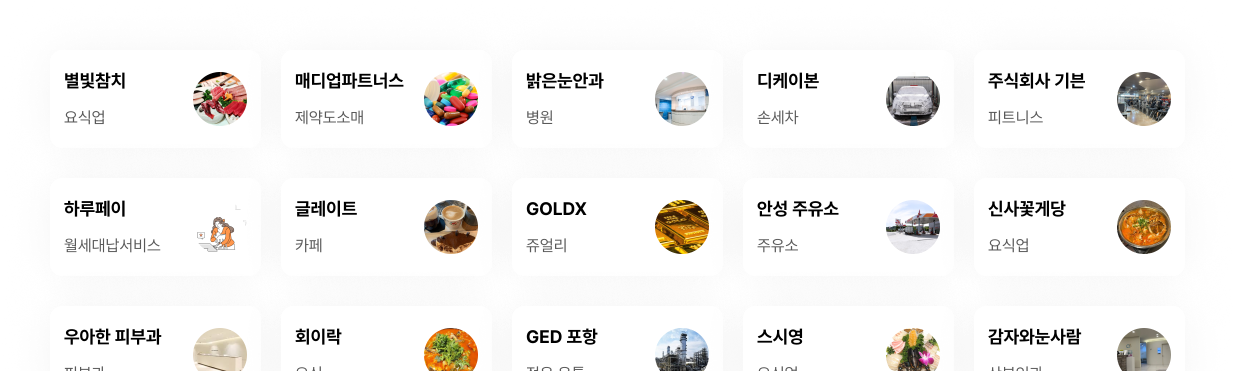 별빛참치
요식업
매디업파트너스
제약도소매
밝은눈안과
병원
디케이본
손세차
주식회사 기븐
피트니스
하루페이
월세대납서비스
글레이트
카페
GOLDX
쥬얼리
안성 주유소
주유소
신사꽃게당
요식업
우아한 피부과
회이락
GED 포항
스시영
감자와눈사람